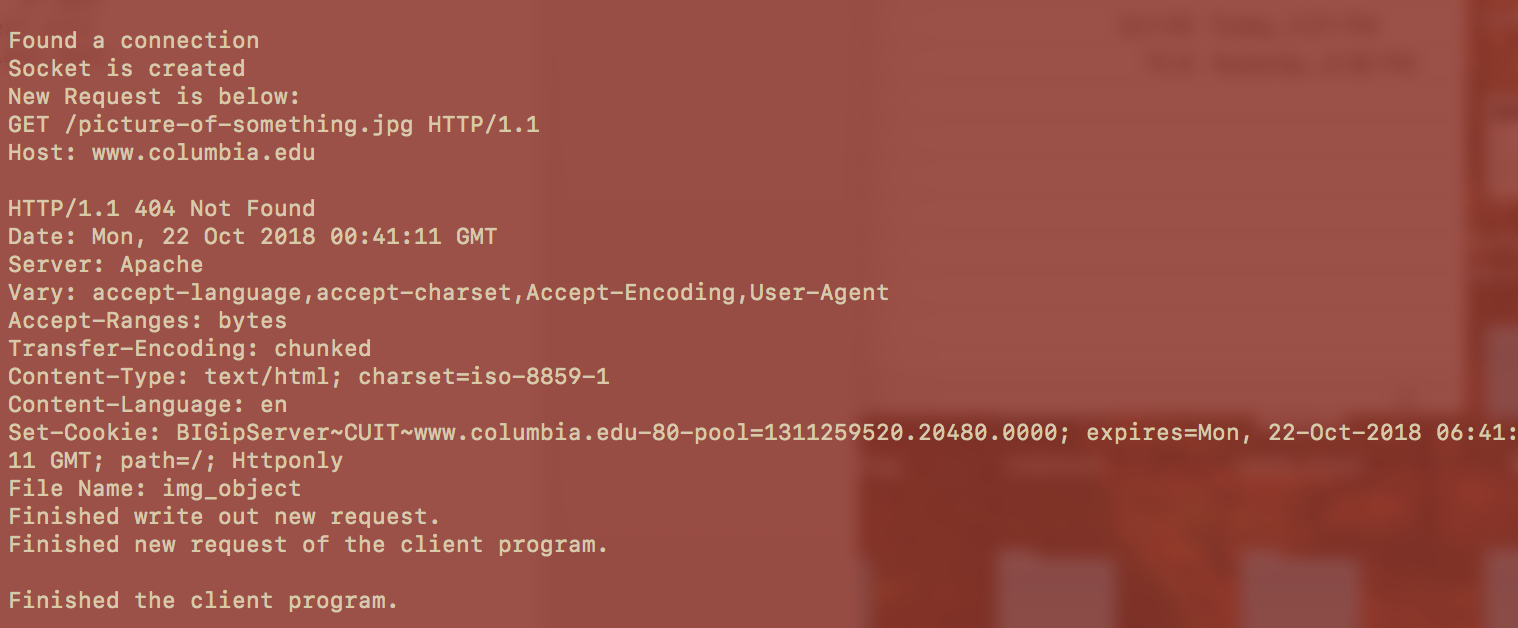 Found a connection
Socket is created
New Request is below:
GET /picture-of-something.jpg HTTP/1.1
Host: www.columbia.edu
HTTP/1.1 404 Not Found
Date: Mon, 22 Oct 2018 00:41:11 GMT
Server: Apache
Vary: accept-language,accept-charset,Accept-Encoding,User-Agent
Accept-Ranges: bytes
Transfer-Encoding: chunked
Content-Type: text/html; charset=iso-8859-1
Content-Language: en
Set-Cookie: BIGipServer~CUIT~www.columbia.edu-80-pool=1311259520.20480.0000; expires=Mon, 22-Oct-2018 06:41:
11 GMT; path=/; Httponly
File Name: img_object
Finished write out new request.
Finished new request of the client program.
Finished the client program.